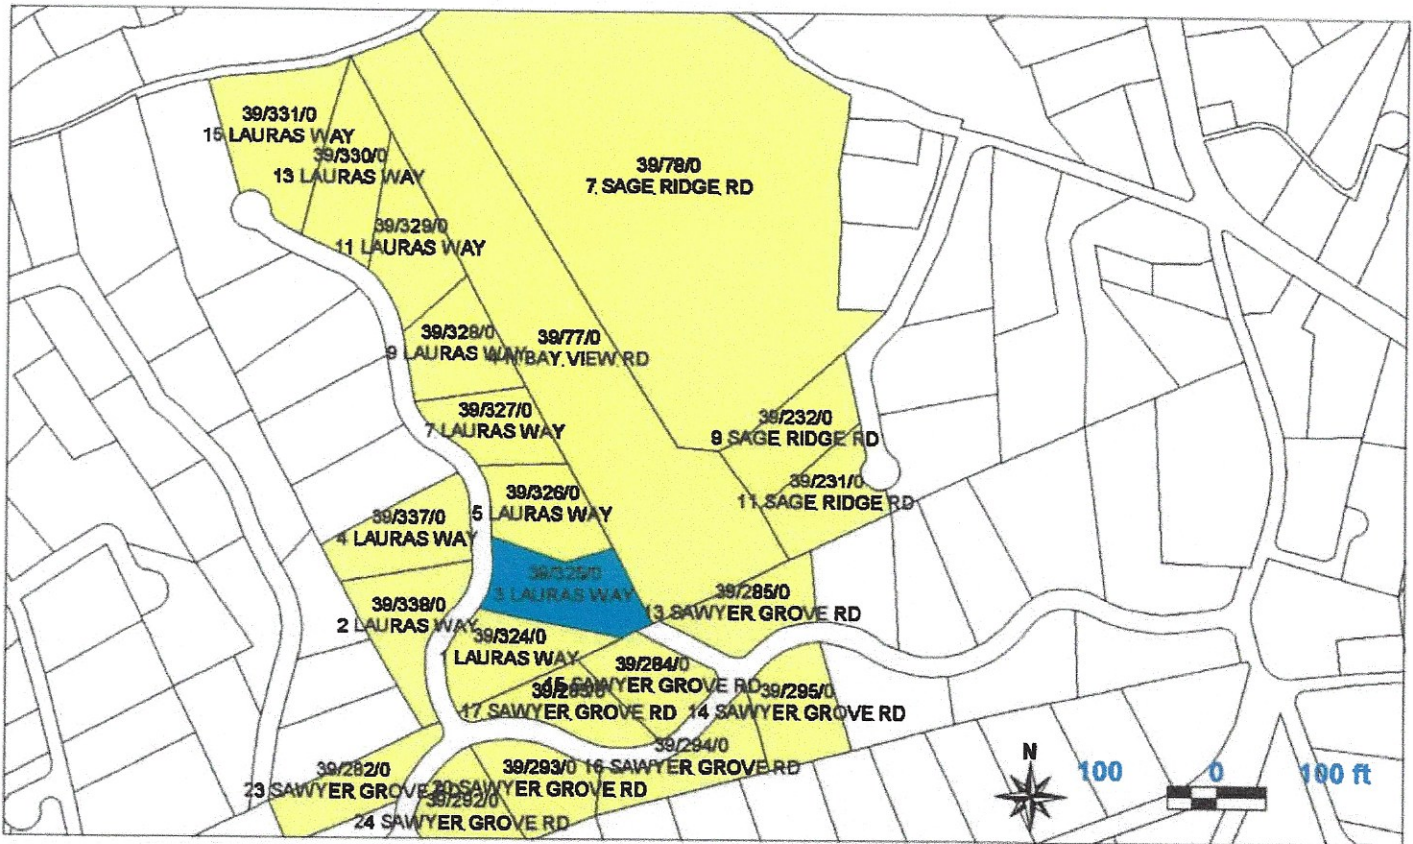 39/331/0
15 LAURAS WAY
39/330/0
13 LAURAS WAY
39/78/0
7 SAGE RIDGE RD
39/329/0
11 LAURAS WAY
39/328/0
9 LAURAS WAY
39/77/0
N BAY VIEW RD
39/327/0
7 LAURAS WAY
39/232/0
9 SAGE RIDGE RD
39/231/0
11 SAGE RIDGE RD
39/326/0
5 LAURAS WAY
39/337/0
4 LAURAS WAY
39/325/0
3 LAURAS WAY
39/285/0
13 SAWYER GROVE RD
39/338/0
2 LAURAS WAY
39/324/0
LAURAS WAY
39/284/0
15 SAWYER GROVE RD
17 SAWYER GROVE RD
39/295/0
14 SAWYER GROVE RD
39/294/0
16 SAWYER GROVE RD
39/282/0
23 SAWYER GROVE
39/293/0
20 SAWYER GROVE RD
39/292/0
24 SAWYER GROVE RD
N
100 0 100 ft